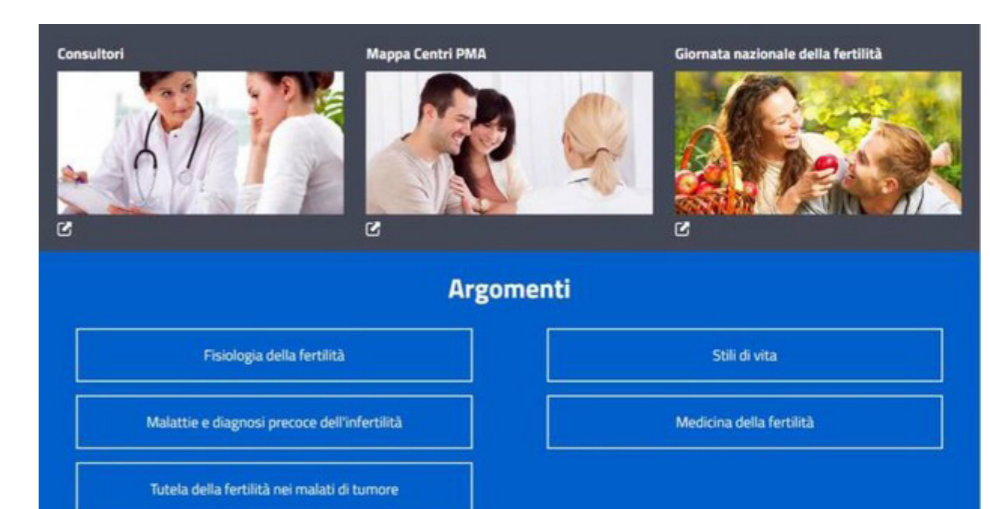 Consultori
Mappa Centri PMA
Giornata nazionale della fertilità
Argomenti
Fisiologia della fertilità
Stili di vita
Malattie e diagnosi precoce dell'infertilità
Medicina della fertilità
Tutela della fertilità nei malati di tumore